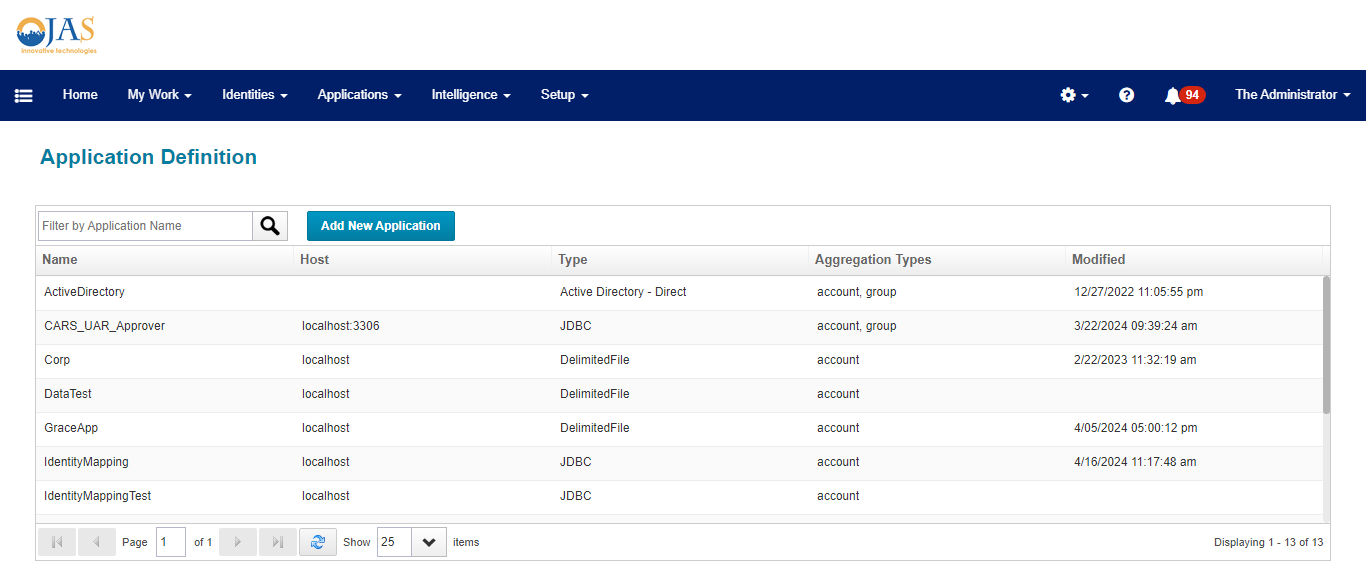 OJAS
Innovative technologies
Home My Work Identities Applications Intelligence Setup 94 The Administrator
Application Definition
Filter by Application Name Add New Application
Name Host Type Aggregation Types Modified
ActiveDirectory Active Directory - Direct account, group 12/27/2022 11:05:55 pm
CARS_UAR_Approver localhost:3306 JDBC account, group 3/22/2024 09:39:24 am
Corp localhost DelimitedFile account 2/22/2023 11:32:19 am
DataTest localhost DelimitedFile account
GraceApp localhost DelimitedFile account 4/05/2024 05:00:12 pm
IdentityMapping localhost JDBC account 4/16/2024 11:17:48 am
IdentityMappingTest localhost JDBC account
Page 1 of 1 Show 25 items Displaying 1 - 13 of 13